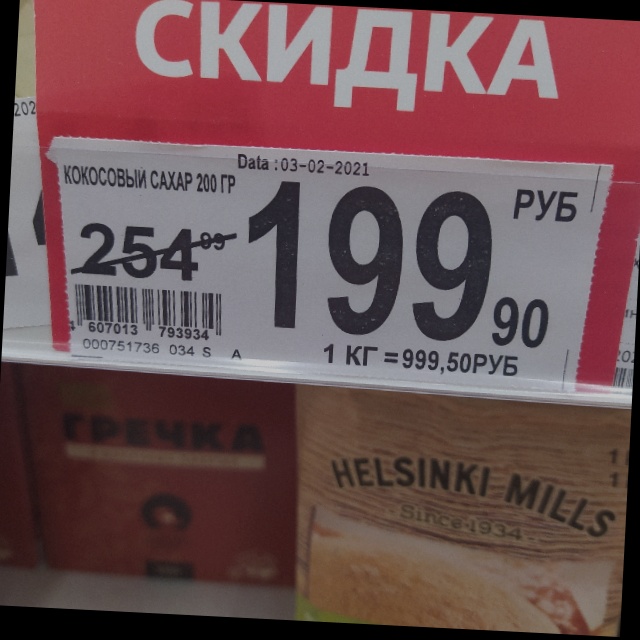 СКИДКА
202
Data :03-02-2021
КОКОСОВЫЙ САХАР 200 ГР
254 99
199 90
РУБ
4 607013 793934
000751736 034 S A
1 КГ =999,50РУБ
ГРЕЧКА
HELSINKI MILLS
Since 1934